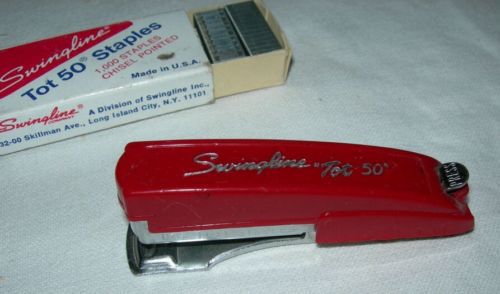 Swingline®
Tot 50® Staples
1,000 STAPLES
CHISEL POINTED
Made in U.S.A.
Swingline
A Division of Swingline Inc.,
32-00 Skillman Ave., Long Island City, N.Y. 11101
Swingline "Tot 50"
PRESS